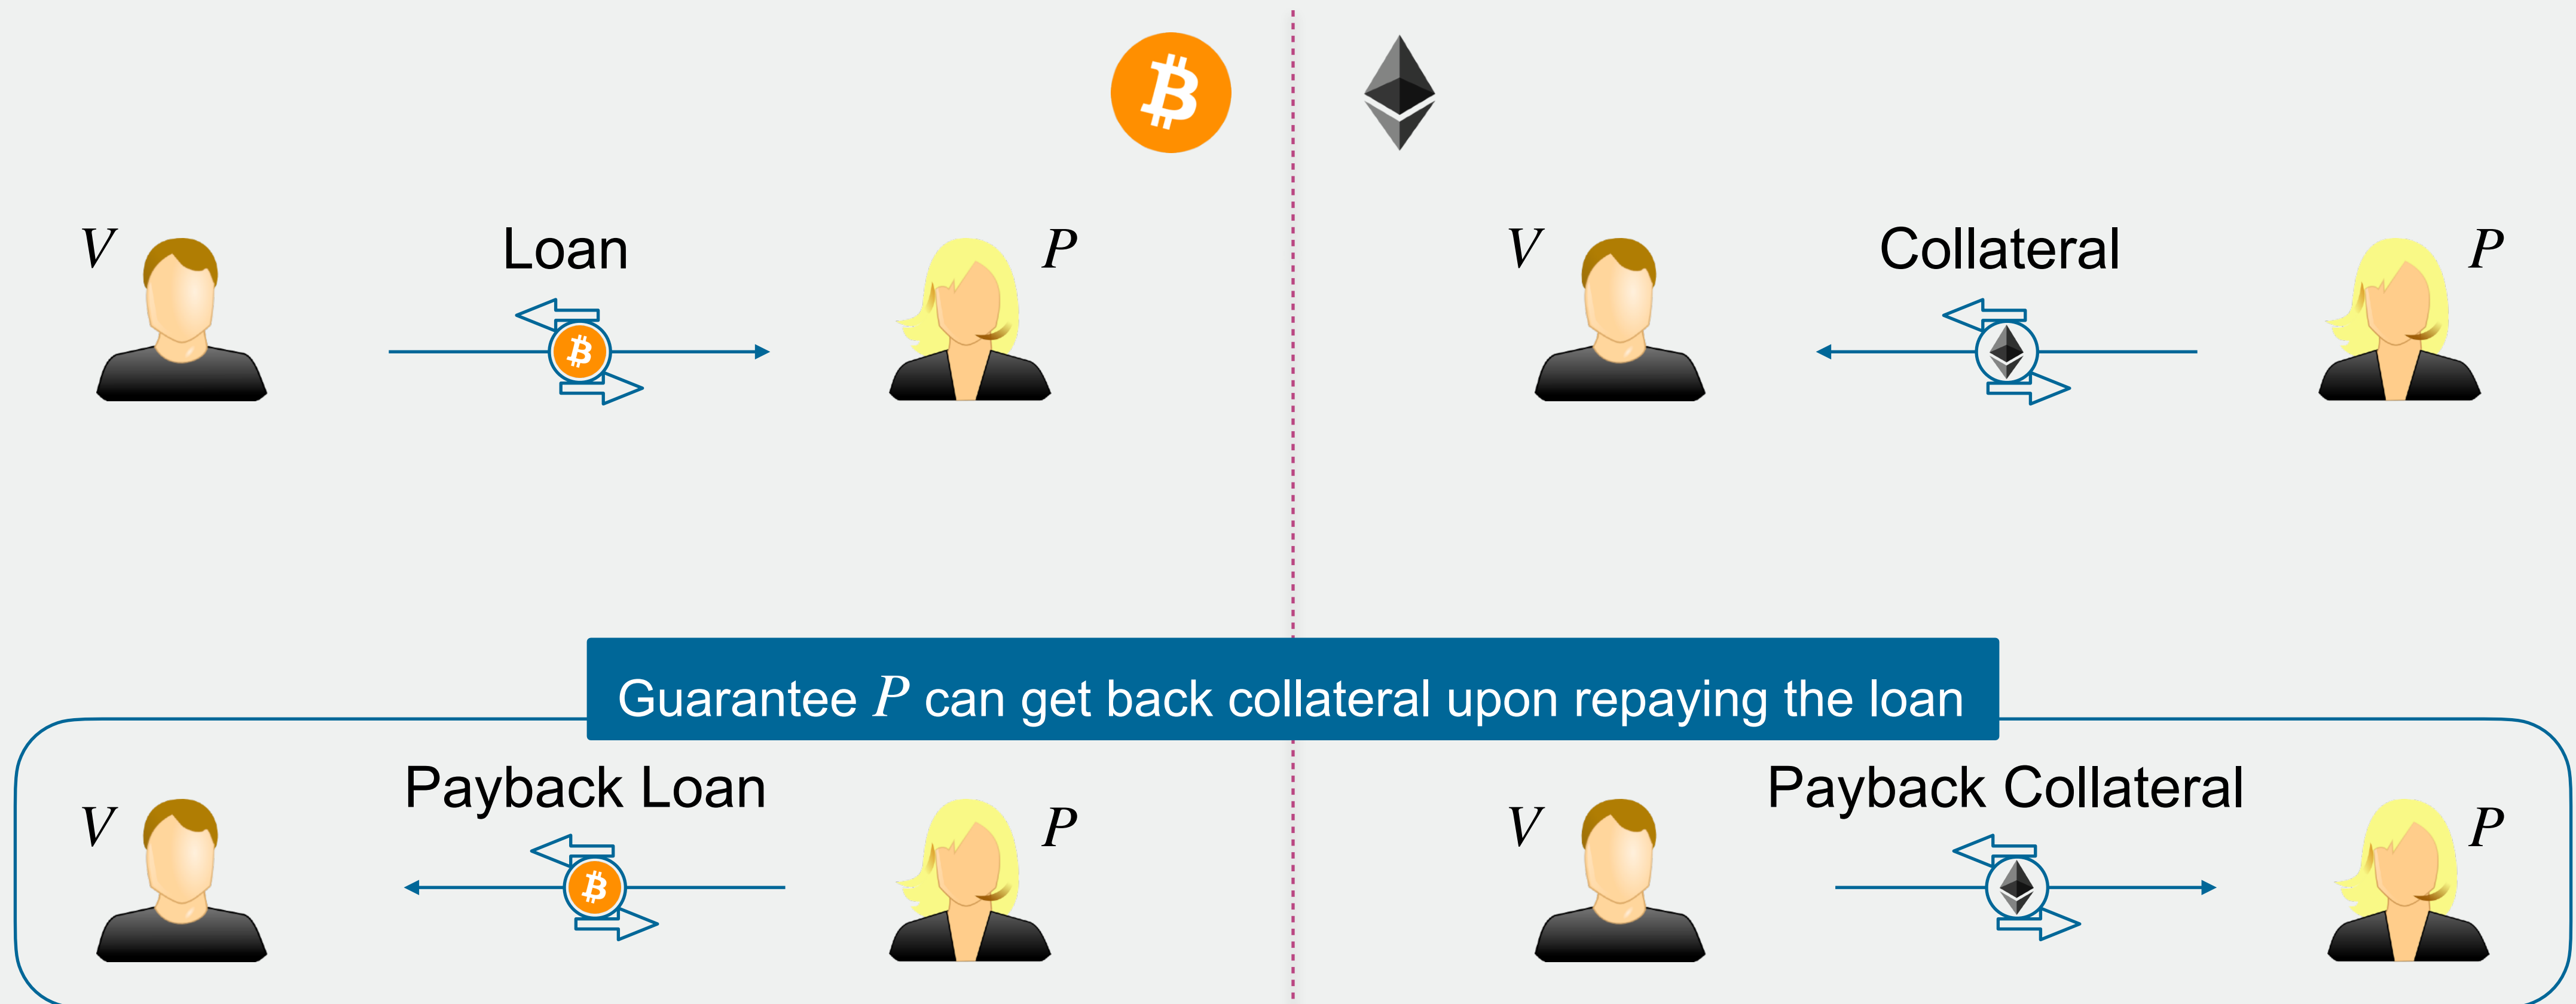 V Loan P
V Collateral P
Guarantee P can get back collateral upon repaying the loan
Payback Loan
V P
Payback Collateral
V P